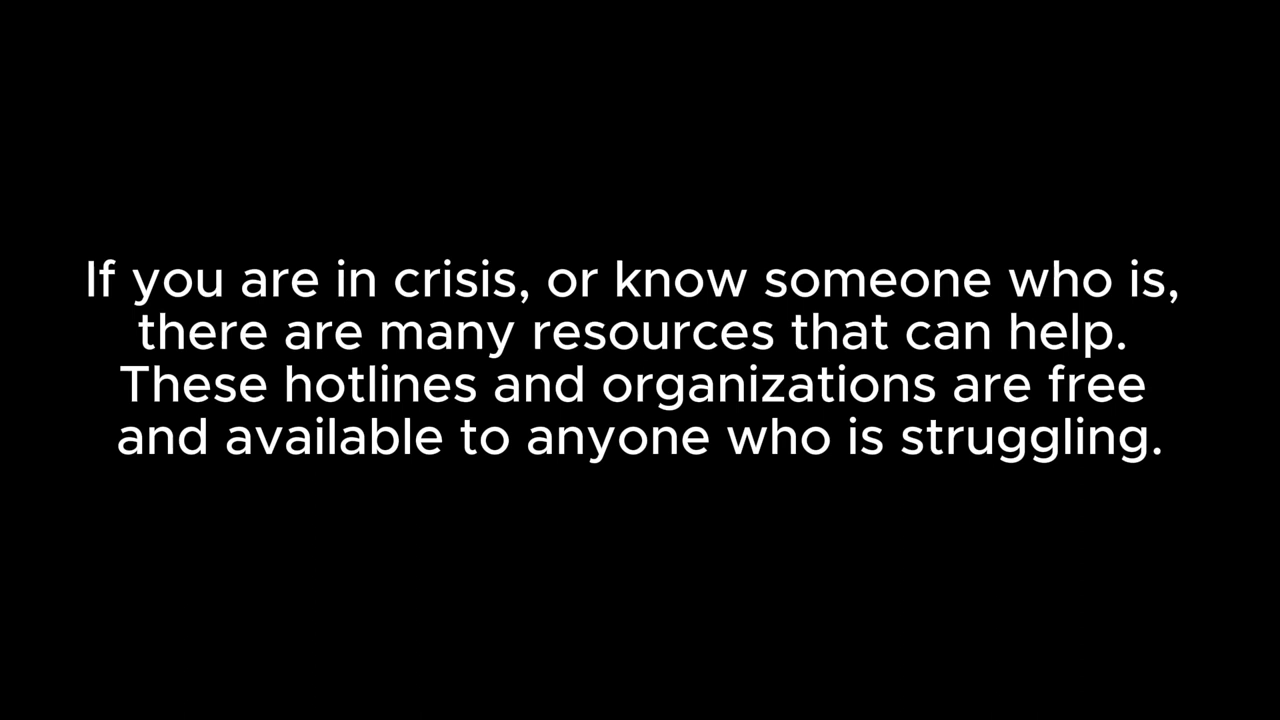 If you are in crisis, or know someone who is,
there are many resources that can help.
These hotlines and organizations are free
and available to anyone who is struggling.